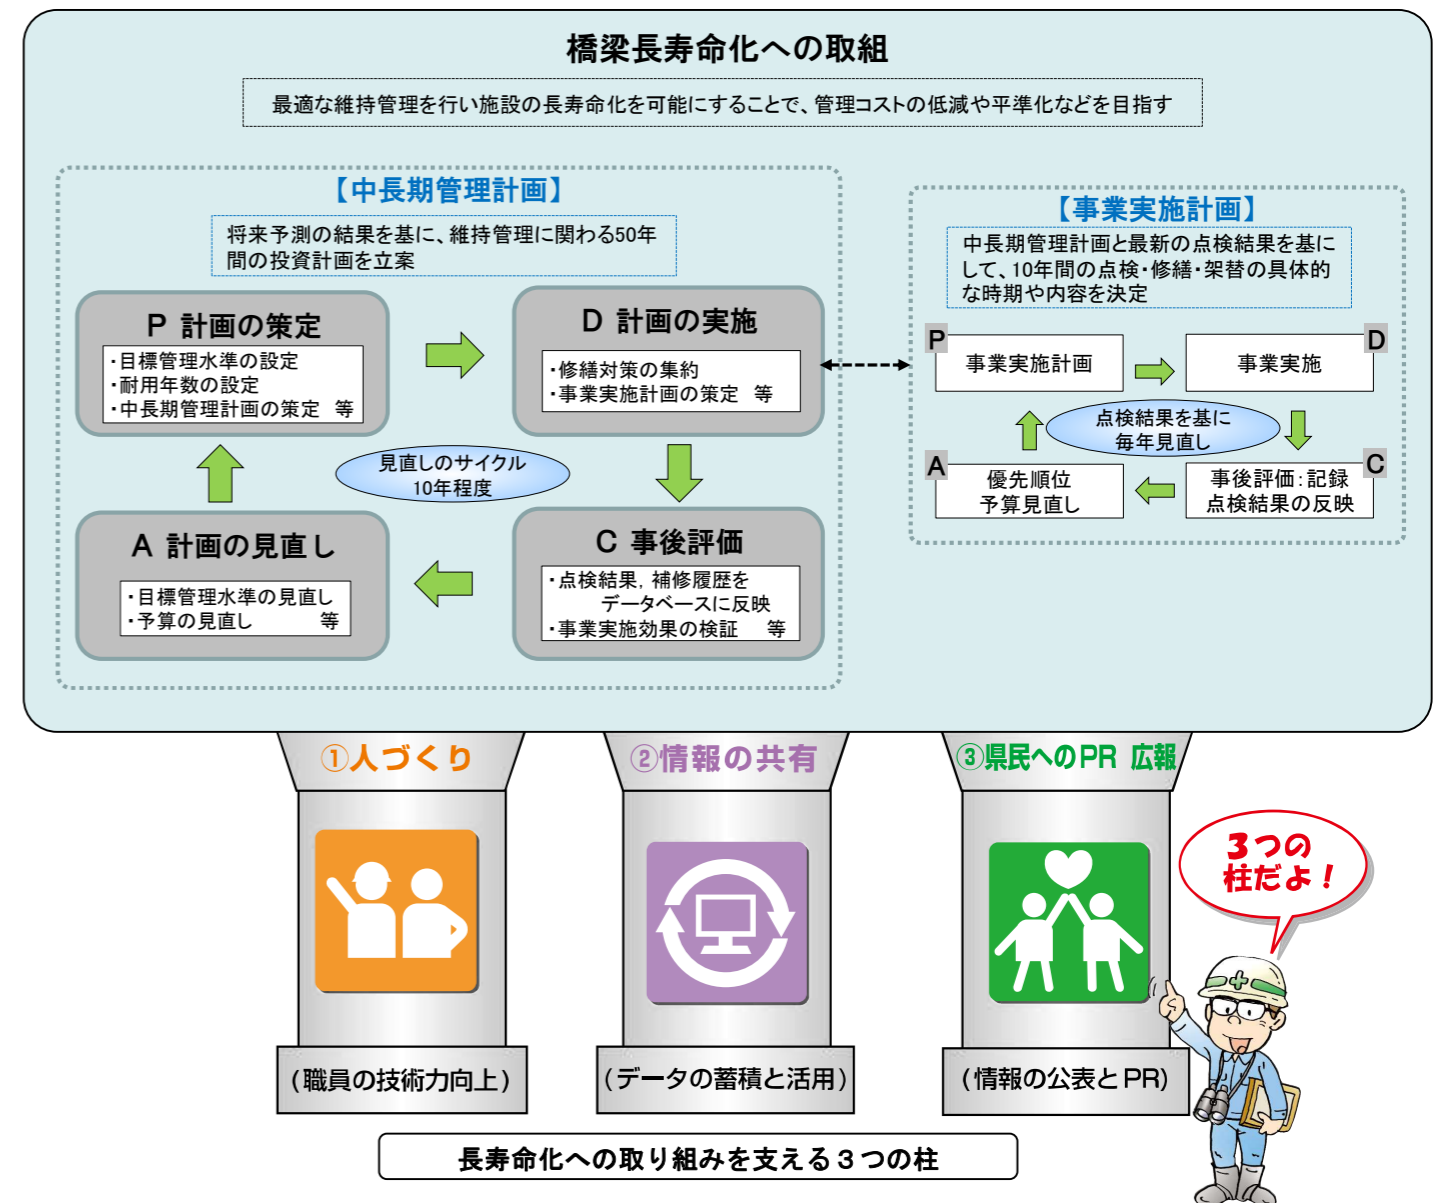 橋梁長寿命化への取組
最適な維持管理を行い施設の長寿命化を可能にすることで、管理コストの低減や平準化などを目指す
【中長期管理計画】
将来予測の結果を基に、維持管理に関わる50年
間の投資計画を立案
P 計画の策定
・目標管理水準の設定
・耐用年数の設定
・中長期管理計画の策定 等
D 計画の実施
・修繕対策の集約
・事業実施計画の策定 等
見直しのサイクル
10年程度
A 計画の見直し
・目標管理水準の見直し
・予算の見直し 等
C 事後評価
・点検結果，補修履歴を
データベースに反映
・事業実施効果の検証 等
【事業実施計画】
中長期管理計画と最新の点検結果を基に
して、10年間の点検・修繕・架替の具体的
な時期や内容を決定
P
事業実施計画
D
事業実施
点検結果を基に
毎年見直し
A
優先順位
予算見直し
C
事後評価：記録
点検結果の反映
①人づくり
②情報の共有
③県民へのPR 広報
3つの
柱だよ！
(職員の技術力向上)
(データの蓄積と活用)
(情報の公表とPR)
長寿命化への取り組みを支える３つの柱